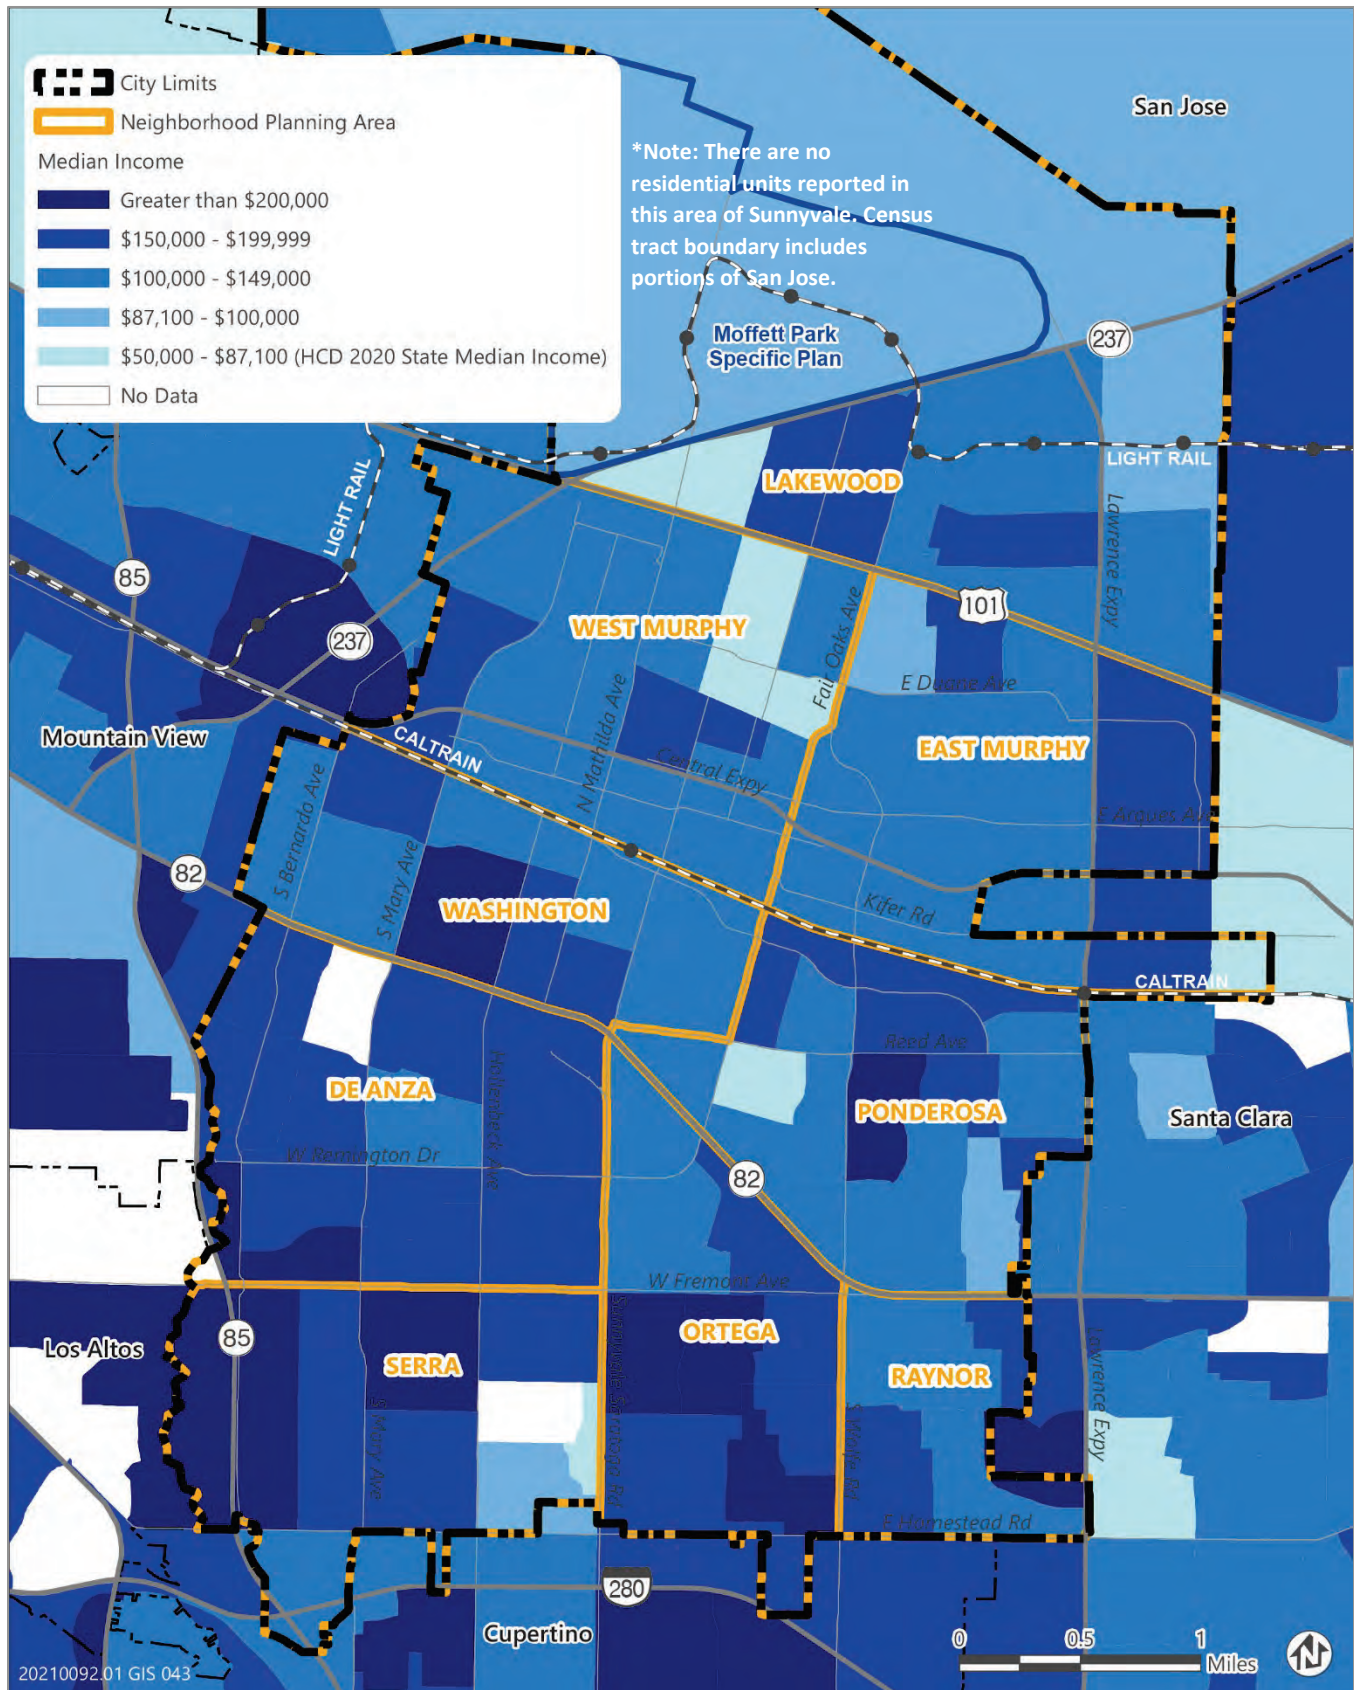 City Limits
Neighborhood Planning Area
Median Income
Greater than $200,000
$150,000 - $199,999
$100,000 - $149,000
$87,100 - $100,000
$50,000 - $87,100 (HCD 2020 State Median Income)
No Data
San Jose
*Note: There are no
residential units reported in
this area of Sunnyvale. Census
tract boundary includes
portions of San Jose.
Moffett Park
Specific Plan
237
LAKEWOOD
LIGHT RAIL
LIGHT RAIL
Lawrence Expy
85
101
237
WEST MURPHY
Fair Oaks Ave
E Duane Ave
N Mathilda Ave
Mountain View
CALTRAIN
EAST MURPHY
Central Expy
S Bernardo Ave
E Arques Ave
82
S Mary Ave
WASHINGTON
Kifer Rd
CALTRAIN
Reed Ave
Hollenbeck Ave
DE ANZA
PONDEROSA
Santa Clara
W Remington Dr
82
W Fremont Ave
Los Altos
85
SERRA
ORTEGA
RAYNOR
Sunnyvale Saratoga Rd
S Mary Ave
S Wolfe Rd
Lawrence Expy
E Homestead Rd
280
Cupertino
0 0.5 1
Miles
N
20210092.01 GIS 043